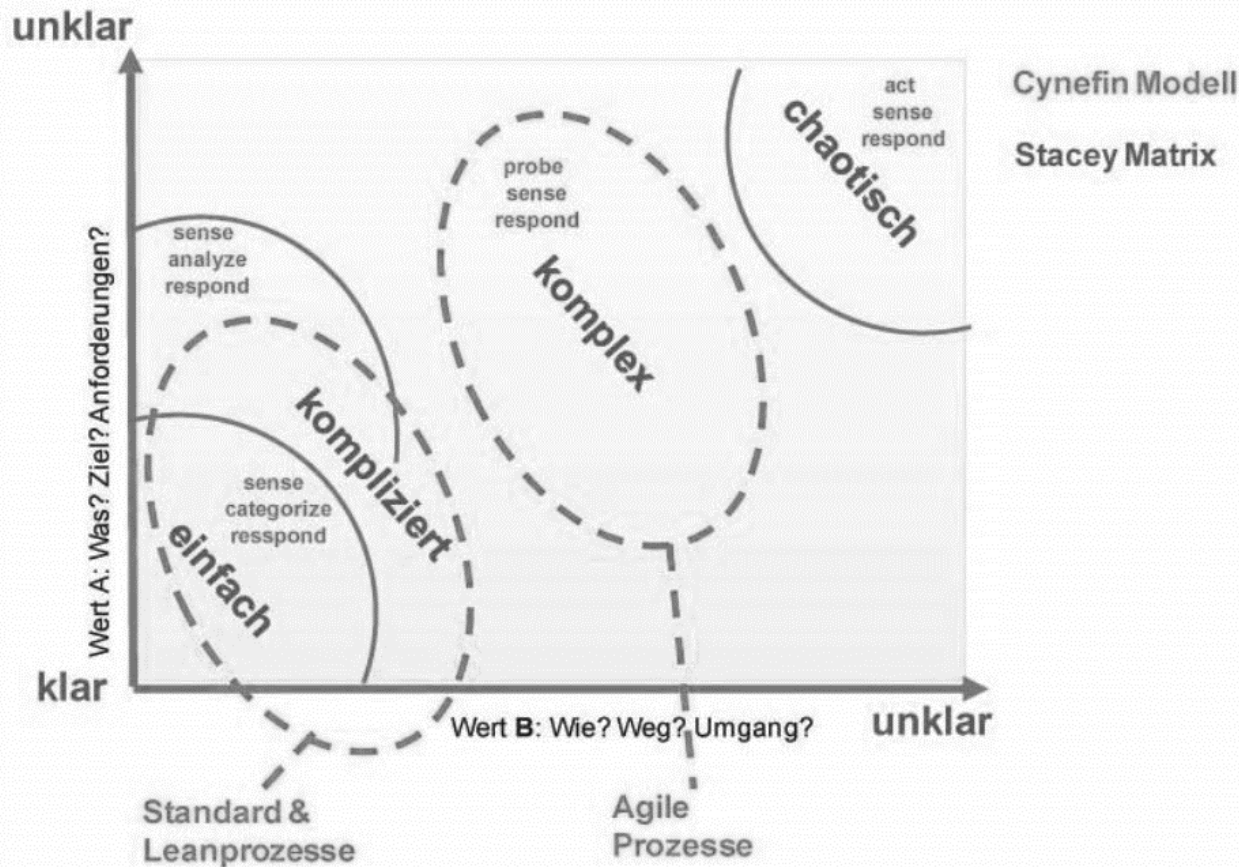 unklar
Cynefin Modell
Stacey Matrix
act
sense
respond
chaotisch
probe
sense
respond
komplex
sense
analyze
respond
kompliziert
sense
categorize
resspond
einfach
Wert A: Was? Ziel? Anforderungen?
klar
Wert B: Wie? Weg? Umgang?
unklar
Standard &
Leanprozesse
Agile
Prozesse